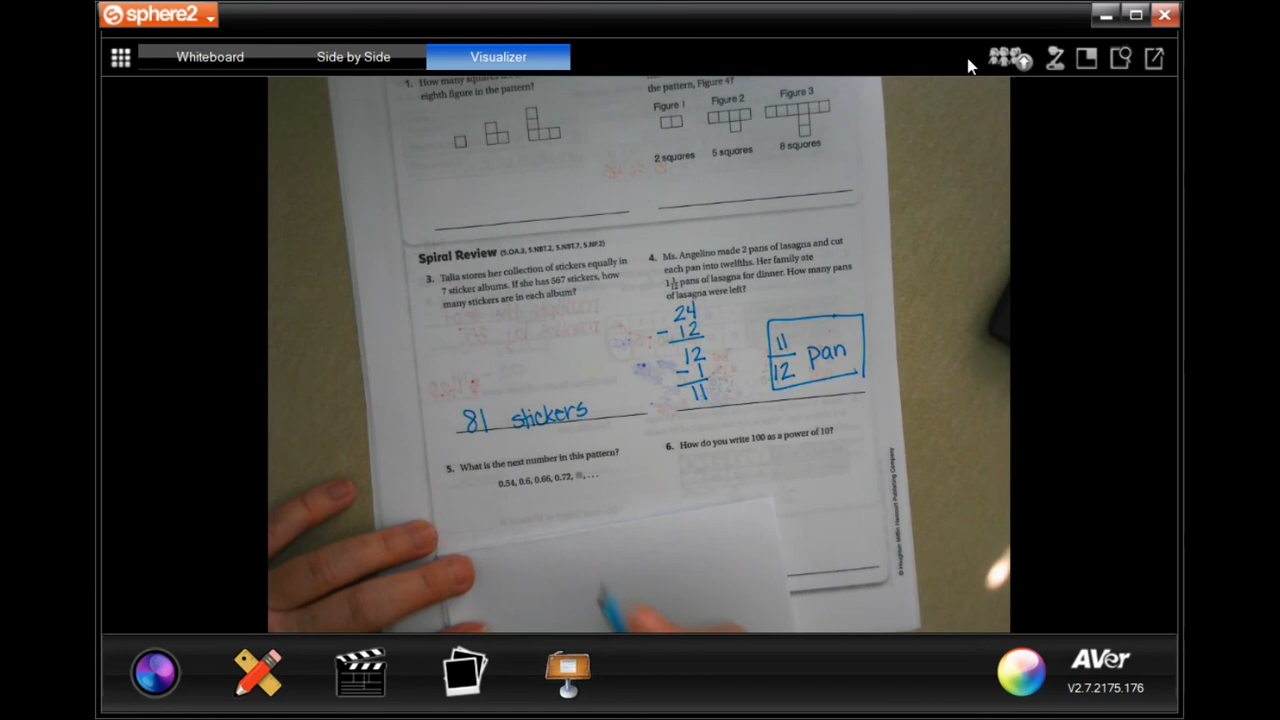 sphere2
Whiteboard
Side by Side
Visualizer
1. How many squares
eighth figure in the pattern?
the pattern, Figure 4?
Figure 1
Figure 2
Figure 3
2 squares
5 squares
8 squares
Spiral Review (5.OA.3, 5.NBT.2, 5.NBT.7, 5.NF.2)
3. Talia stores her collection of stickers equally in
7 sticker albums. If she has 567 stickers, how
many stickers are in each album?
81 stickers
4. Ms. Angelino made 2 pans of lasagna and cut
each pan into twelfths. Her family ate
1 1/12 pans of lasagna for dinner. How many pans
of lasagna were left?
24
- 12
12
- 1
11
11/12 pan
5. What is the next number in this pattern?
0.54, 0.6, 0.66, 0.72, ■, . . .
6. How do you write 100 as a power of 10?
© Houghton Mifflin Harcourt Publishing Company
AVer
V2.7.2175.176